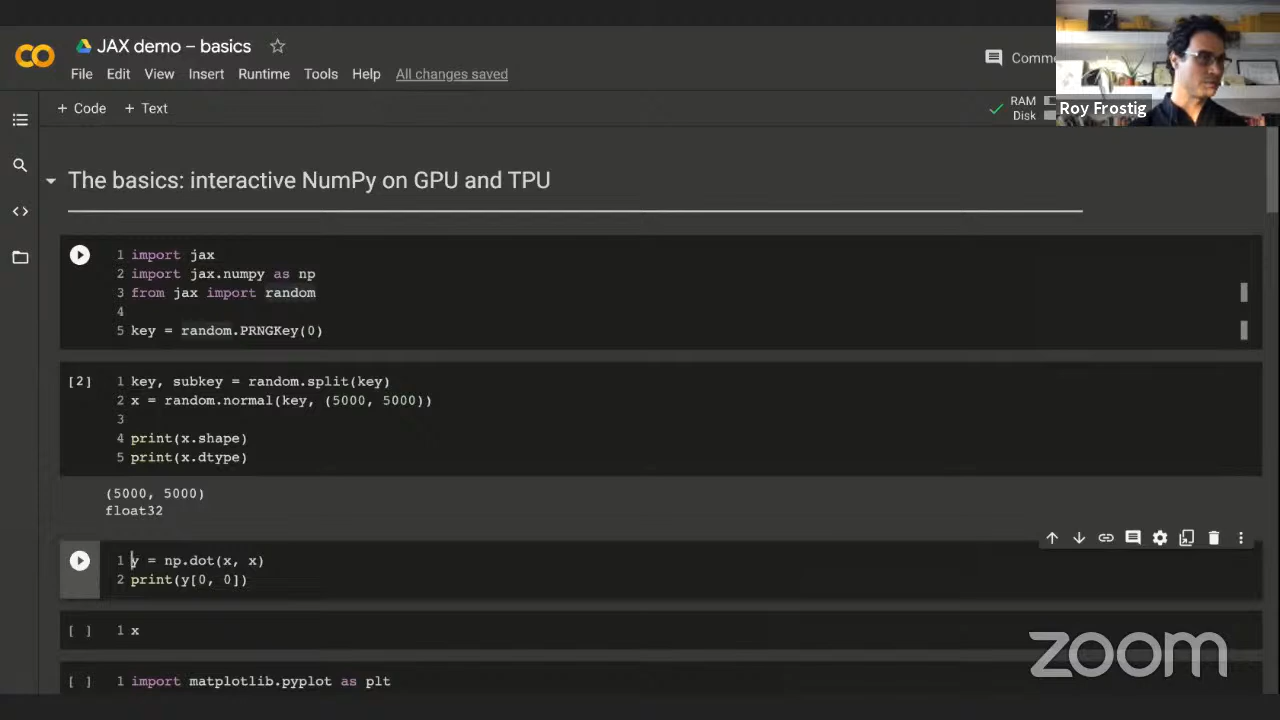 JAX demo – basics
File Edit View Insert Runtime Tools Help All changes saved
Comme
+ Code + Text
RAM
Disk
Roy Frostig
The basics: interactive NumPy on GPU and TPU
1 import jax
2 import jax.numpy as np
3 from jax import random
4
5 key = random.PRNGKey(0)
[2] 1 key, subkey = random.split(key)
2 x = random.normal(key, (5000, 5000))
3
4 print(x.shape)
5 print(x.dtype)
(5000, 5000)
float32
1 y = np.dot(x, x)
2 print(y[0, 0])
[ ] 1 x
[ ] 1 import matplotlib.pyplot as plt
zoom